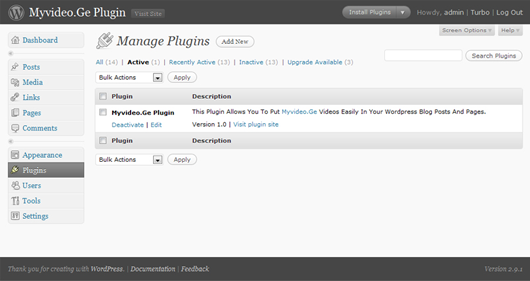 Myvideo.Ge Plugin Visit Site Install Plugins Howdy, admin | Turbo | Log Out
Screen Options Help
Dashboard
Posts
Media
Links
Pages
Comments
Appearance
Plugins
Users
Tools
Settings
Manage Plugins Add New
Search Plugins
All (14) | Active (1) | Recently Active (13) | Inactive (13) | Upgrade Available (3)
Bulk Actions Apply
Plugin Description
Myvideo.Ge Plugin This Plugin Allows You To Put Myvideo.Ge Videos Easily In Your Wordpress Blog Posts And Pages.
Deactivate | Edit Version 1.0 | Visit plugin site
Plugin Description
Bulk Actions Apply
Thank you for creating with WordPress. | Documentation | Feedback Version 2.9.1